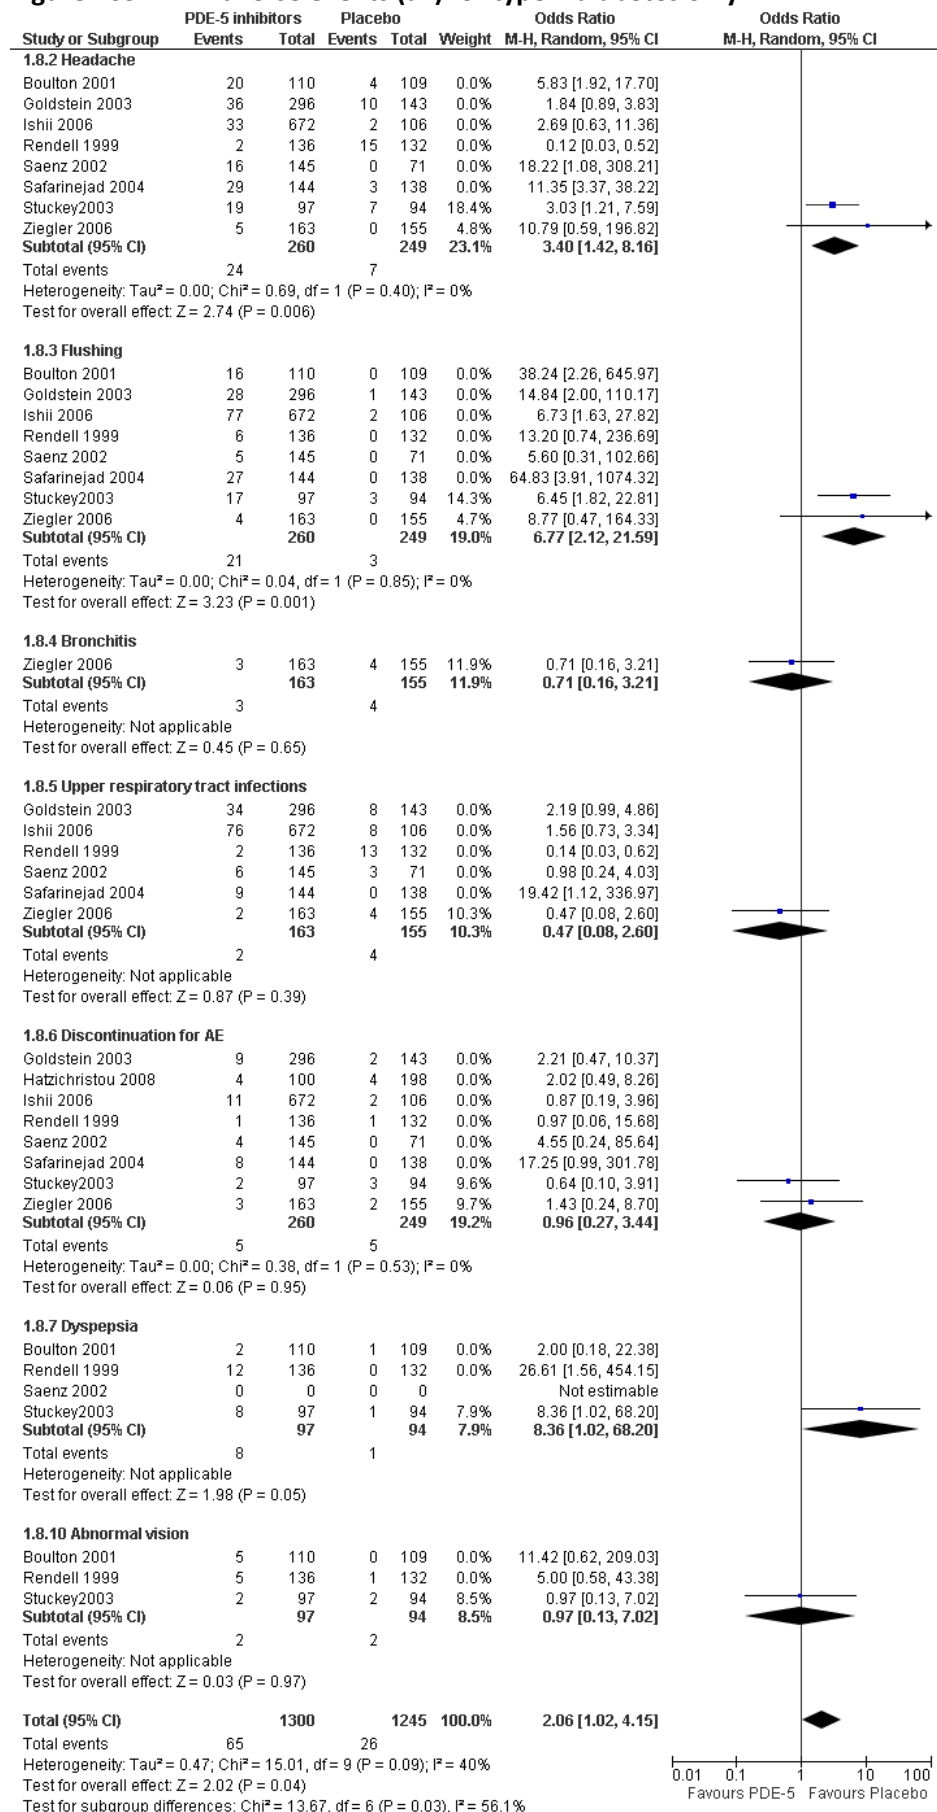 PDE-5 inhibitors Placebo Odds Ratio Odds Ratio
Study or Subgroup Events Total Events Total Weight M-H, Random, 95% CI M-H, Random, 95% CI
1.8.2 Headache
Boulton 2001 20 110 4 109 0.0% 5.83 [1.92, 17.70]
Goldstein 2003 36 296 10 143 0.0% 1.84 [0.89, 3.83]
Ishii 2006 33 672 2 106 0.0% 2.69 [0.63, 11.36]
Rendell 1999 2 136 15 132 0.0% 0.12 [0.03, 0.52]
Saenz 2002 16 145 0 71 0.0% 18.22 [1.08, 308.21]
Safarinejad 2004 29 144 3 138 0.0% 11.35 [3.37, 38.22]
Stuckey2003 19 97 7 94 18.4% 3.03 [1.21, 7.59]
Ziegler 2006 5 163 0 155 4.8% 10.79 [0.59, 196.82]
Subtotal (95% CI) 260 249 23.1% 3.40 [1.42, 8.16]
Total events 24 7
Heterogeneity: Tau² = 0.00; Chi² = 0.69, df = 1 (P = 0.40); I² = 0%
Test for overall effect: Z = 2.74 (P = 0.006)
1.8.3 Flushing
Boulton 2001 16 110 0 109 0.0% 38.24 [2.26, 645.97]
Goldstein 2003 28 296 1 143 0.0% 14.84 [2.00, 110.17]
Ishii 2006 77 672 2 106 0.0% 6.73 [1.63, 27.82]
Rendell 1999 6 136 0 132 0.0% 13.20 [0.74, 236.69]
Saenz 2002 5 145 0 71 0.0% 5.60 [0.31, 102.66]
Safarinejad 2004 27 144 0 138 0.0% 64.83 [3.91, 1074.32]
Stuckey2003 17 97 3 94 14.3% 6.45 [1.82, 22.81]
Ziegler 2006 4 163 0 155 4.7% 8.77 [0.47, 164.33]
Subtotal (95% CI) 260 249 19.0% 6.77 [2.12, 21.59]
Total events 21 3
Heterogeneity: Tau² = 0.00; Chi² = 0.04, df = 1 (P = 0.85); I² = 0%
Test for overall effect: Z = 3.23 (P = 0.001)
1.8.4 Bronchitis
Ziegler 2006 3 163 4 155 11.9% 0.71 [0.16, 3.21]
Subtotal (95% CI) 163 155 11.9% 0.71 [0.16, 3.21]
Total events 3 4
Heterogeneity: Not applicable
Test for overall effect: Z = 0.45 (P = 0.65)
1.8.5 Upper respiratory tract infections
Goldstein 2003 34 296 8 143 0.0% 2.19 [0.99, 4.86]
Ishii 2006 76 672 8 106 0.0% 1.56 [0.73, 3.34]
Rendell 1999 2 136 13 132 0.0% 0.14 [0.03, 0.62]
Saenz 2002 6 145 3 71 0.0% 0.98 [0.24, 4.03]
Safarinejad 2004 9 144 0 138 0.0% 19.42 [1.12, 336.97]
Ziegler 2006 2 163 4 155 10.3% 0.47 [0.08, 2.60]
Subtotal (95% CI) 163 155 10.3% 0.47 [0.08, 2.60]
Total events 2 4
Heterogeneity: Not applicable
Test for overall effect: Z = 0.87 (P = 0.39)
1.8.6 Discontinuation for AE
Goldstein 2003 9 296 2 143 0.0% 2.21 [0.47, 10.37]
Hatzichristou 2008 4 100 4 198 0.0% 2.02 [0.49, 8.26]
Ishii 2006 11 672 2 106 0.0% 0.87 [0.19, 3.96]
Rendell 1999 1 136 1 132 0.0% 0.97 [0.06, 15.68]
Saenz 2002 4 145 0 71 0.0% 4.55 [0.24, 85.64]
Safarinejad 2004 8 144 0 138 0.0% 17.25 [0.99, 301.78]
Stuckey2003 2 97 3 94 9.6% 0.64 [0.10, 3.91]
Ziegler 2006 3 163 2 155 9.7% 1.43 [0.24, 8.70]
Subtotal (95% CI) 260 249 19.2% 0.96 [0.27, 3.44]
Total events 5 5
Heterogeneity: Tau² = 0.00; Chi² = 0.38, df = 1 (P = 0.53); I² = 0%
Test for overall effect: Z = 0.06 (P = 0.95)
1.8.7 Dyspepsia
Boulton 2001 2 110 1 109 0.0% 2.00 [0.18, 22.38]
Rendell 1999 12 136 0 132 0.0% 26.61 [1.56, 454.15]
Saenz 2002 0 0 0 0 Not estimable
Stuckey2003 8 97 1 94 7.9% 8.36 [1.02, 68.20]
Subtotal (95% CI) 97 94 7.9% 8.36 [1.02, 68.20]
Total events 8 1
Heterogeneity: Not applicable
Test for overall effect: Z = 1.98 (P = 0.05)
1.8.10 Abnormal vision
Boulton 2001 5 110 0 109 0.0% 11.42 [0.62, 209.03]
Rendell 1999 5 136 1 132 0.0% 5.00 [0.58, 43.38]
Stuckey2003 2 97 2 94 8.5% 0.97 [0.13, 7.02]
Subtotal (95% CI) 97 94 8.5% 0.97 [0.13, 7.02]
Total events 2 2
Heterogeneity: Not applicable
Test for overall effect: Z = 0.03 (P = 0.97)
Total (95% CI) 1300 1245 100.0% 2.06 [1.02, 4.15]
Total events 65 26
Heterogeneity: Tau² = 0.47; Chi² = 15.01, df = 9 (P = 0.09); I² = 40%
Test for overall effect: Z = 2.02 (P = 0.04)
Test for subgroup differences: Chi² = 13.67, df = 6 (P = 0.03), I² = 56.1%
0.01 0.1 1 10 100
Favours PDE-5 Favours Placebo